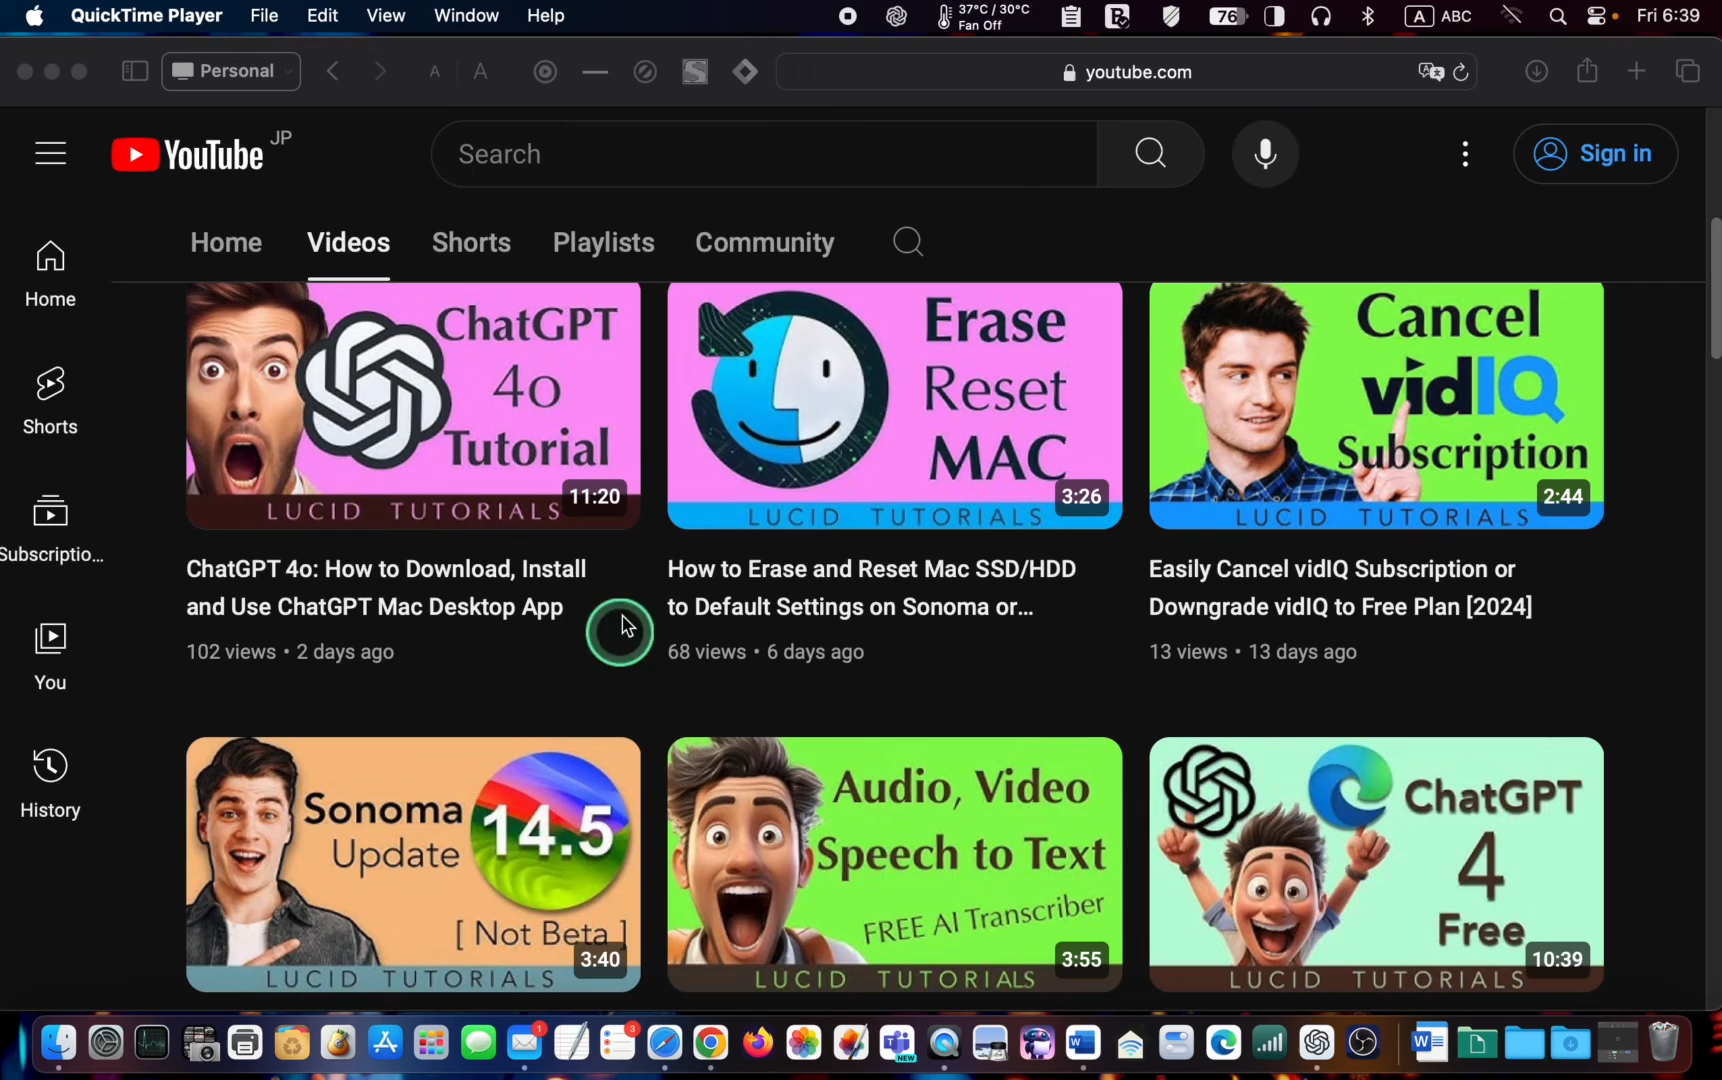 QuickTime Player File Edit View Window Help 37°C / 30°C Fan Off 76 A ABC Fri 6:39
Personal A A youtube.com
YouTube JP Search Sign in
Home Videos Shorts Playlists Community
Home
Shorts
Subscriptio...
You
History
ChatGPT
4o
Tutorial
11:20
LUCID TUTORIALS
ChatGPT 4o: How to Download, Install
and Use ChatGPT Mac Desktop App
102 views • 2 days ago
Erase
Reset
MAC
3:26
LUCID TUTORIALS
How to Erase and Reset Mac SSD/HDD
to Default Settings on Sonoma or...
68 views • 6 days ago
Cancel
vidIQ
Subscription
2:44
LUCID TUTORIALS
Easily Cancel vidIQ Subscription or
Downgrade vidIQ to Free Plan [2024]
13 views • 13 days ago
Sonoma
Update
14.5
[ Not Beta ]
3:40
LUCID TUTORIALS
Audio, Video
Speech to Text
FREE AI Transcriber
3:55
LUCID TUTORIALS
ChatGPT
4
Free
10:39
LUCID TUTORIALS
1 3 NEW